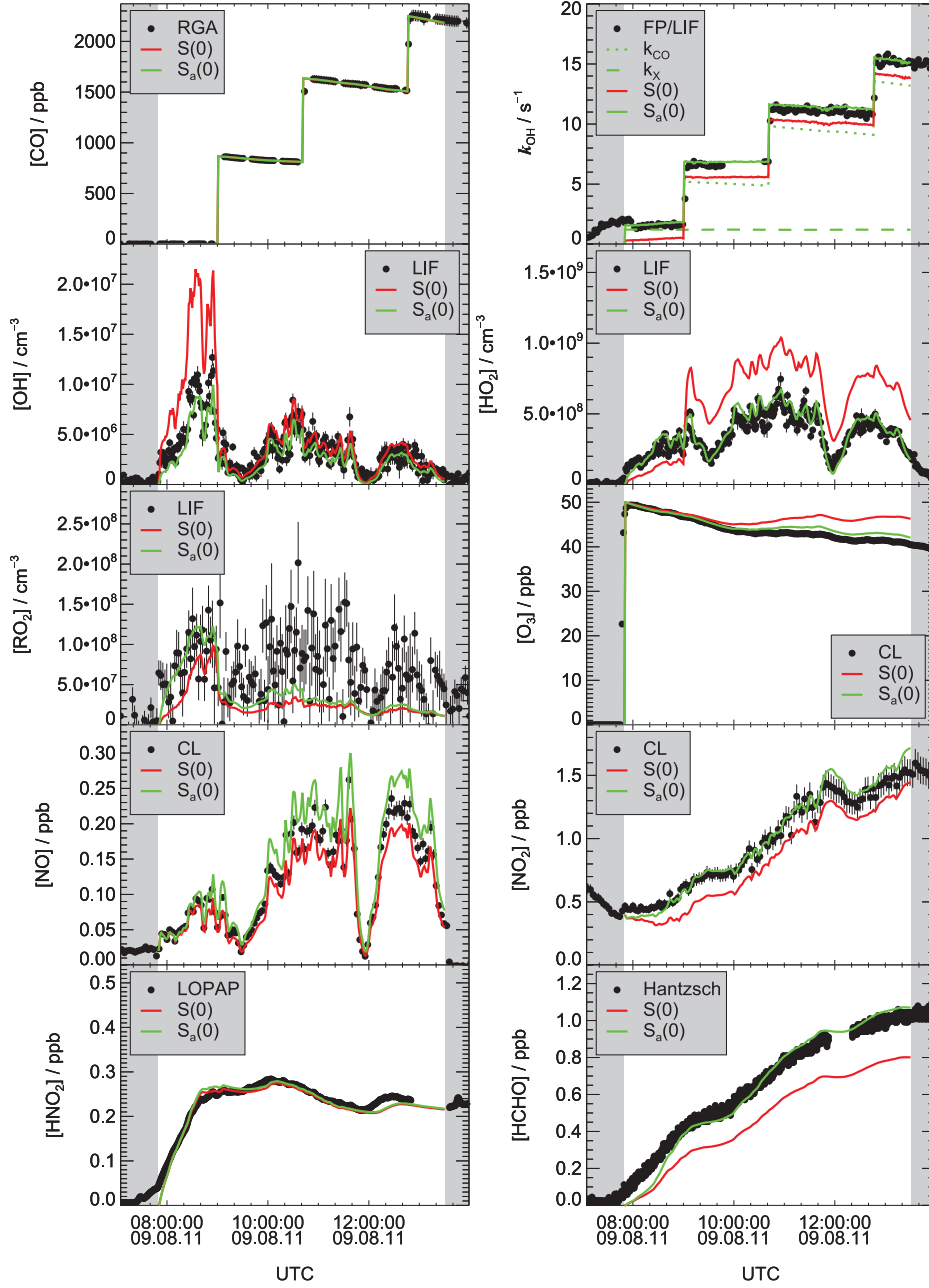 [CO] / ppb
2000
1500
1000
500
0
RGA
S(0)
Sₐ(0)
k_OH / s⁻¹
20
15
10
5
0
FP/LIF
k_CO
k_X
S(0)
Sₐ(0)
[OH] / cm⁻³
2.0•10⁷
1.5•10⁷
1.0•10⁷
5.0•10⁶
0
LIF
S(0)
Sₐ(0)
[HO₂] / cm⁻³
1.5•10⁹
1.0•10⁹
5.0•10⁸
0
LIF
S(0)
Sₐ(0)
[RO₂] / cm⁻³
2.5•10⁸
2.0•10⁸
1.5•10⁸
1.0•10⁸
5.0•10⁷
0
LIF
S(0)
Sₐ(0)
[O₃] / ppb
50
40
30
20
10
0
CL
S(0)
Sₐ(0)
[NO] / ppb
0.30
0.25
0.20
0.15
0.10
0.05
0.00
CL
S(0)
Sₐ(0)
[NO₂] / ppb
1.5
1.0
0.5
0.0
CL
S(0)
Sₐ(0)
[HNO₂] / ppb
0.5
0.4
0.3
0.2
0.1
0.0
LOPAP
S(0)
Sₐ(0)
[HCHO] / ppb
1.2
1.0
0.8
0.6
0.4
0.2
0.0
Hantzsch
S(0)
Sₐ(0)
08:00:00 10:00:00 12:00:00
09.08.11 09.08.11 09.08.11
UTC
08:00:00 10:00:00 12:00:00
09.08.11 09.08.11 09.08.11
UTC